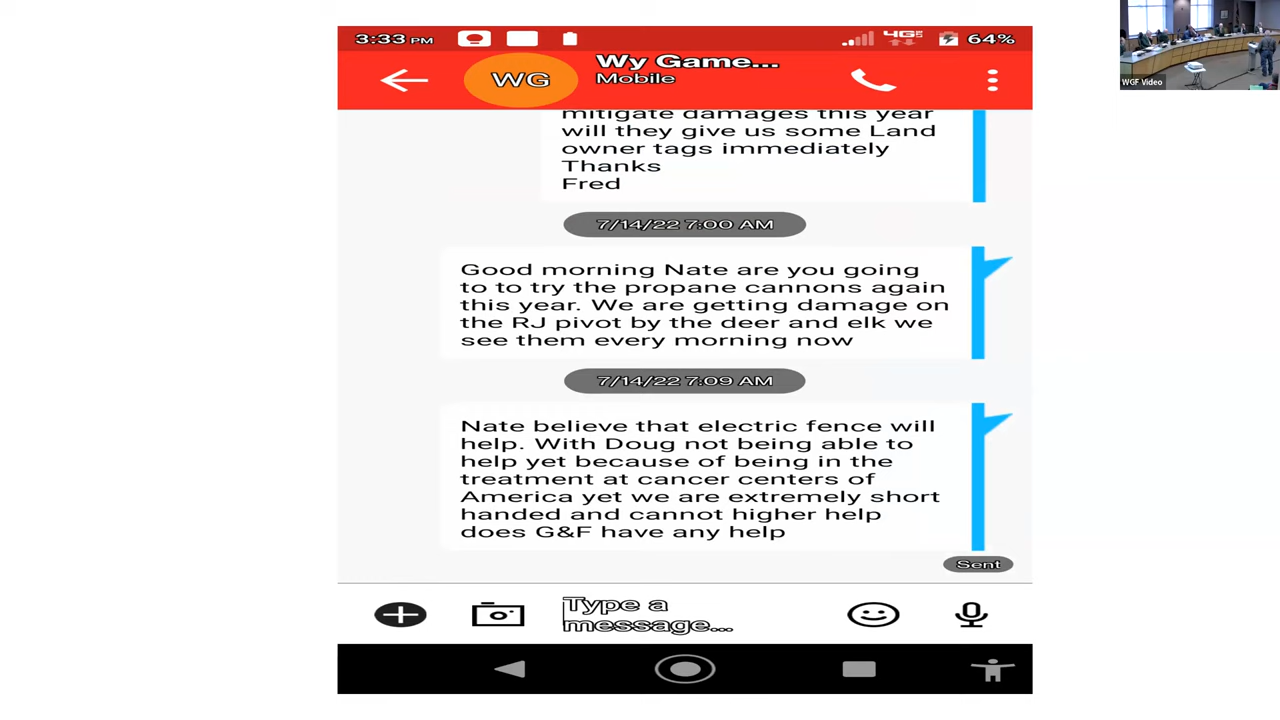 3:33 PM
4G
64%
WG
Wy Game...
Mobile
WGF Video
mitigate damages this year
will they give us some Land
owner tags immediately
Thanks
Fred
7/14/22 7:00 AM
Good morning Nate are you going
to to try the propane cannons again
this year. We are getting damage on
the RJ pivot by the deer and elk we
see them every morning now
7/14/22 7:09 AM
Nate believe that electric fence will
help. With Doug not being able to
help yet because of being in the
treatment at cancer centers of
America yet we are extremely short
handed and cannot higher help
does G&F have any help
Sent
Type a
message...